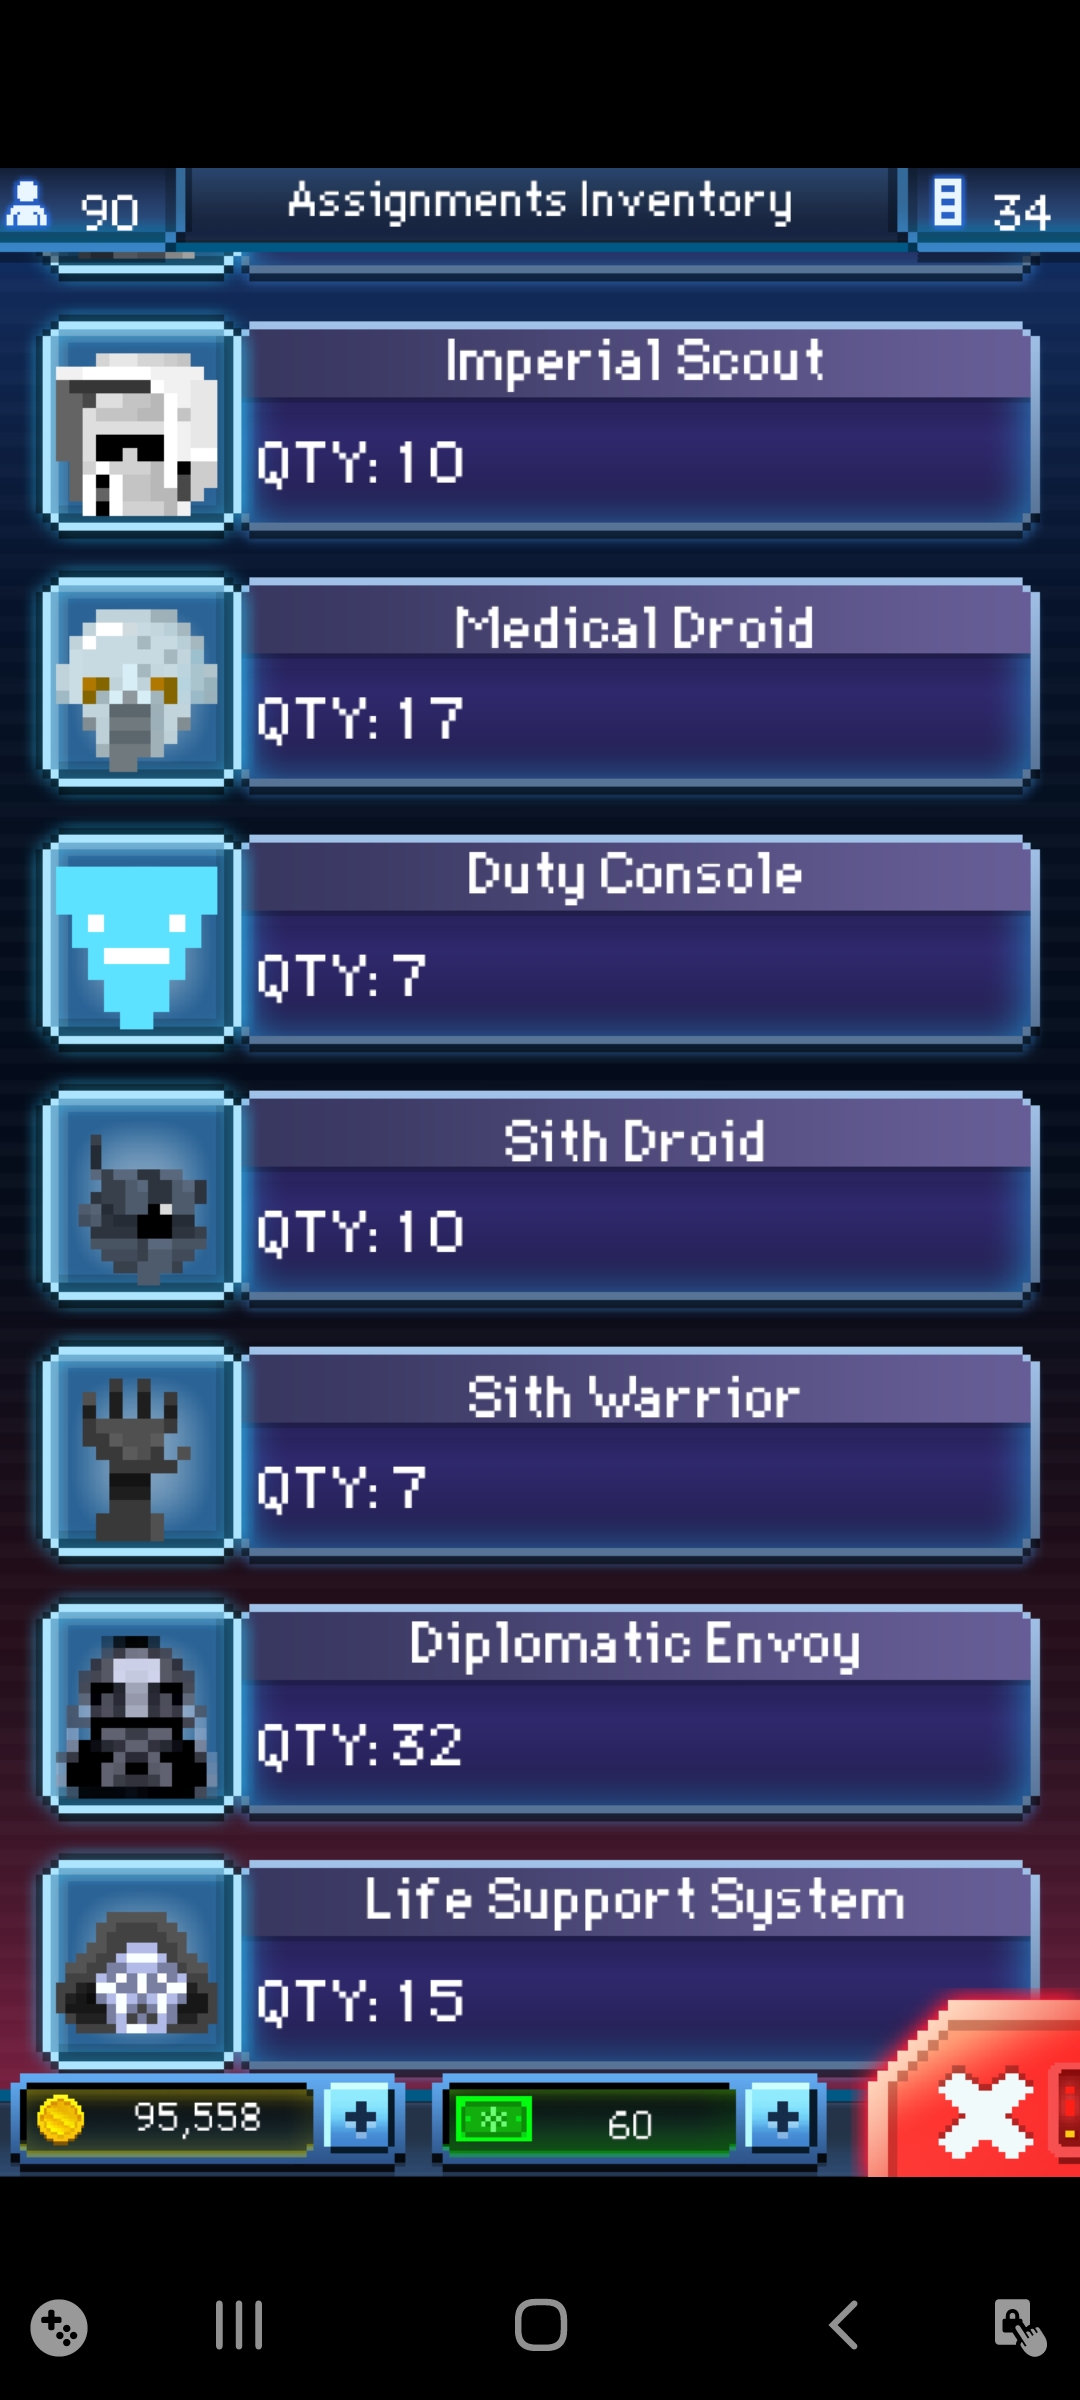 90
Assignments Inventory
34
Imperial Scout
QTY: 10
Medical Droid
QTY: 17
Duty Console
QTY: 7
Sith Droid
QTY: 10
Sith Warrior
QTY: 7
Diplomatic Envoy
QTY: 32
Life Support System
QTY: 15
95,558
60